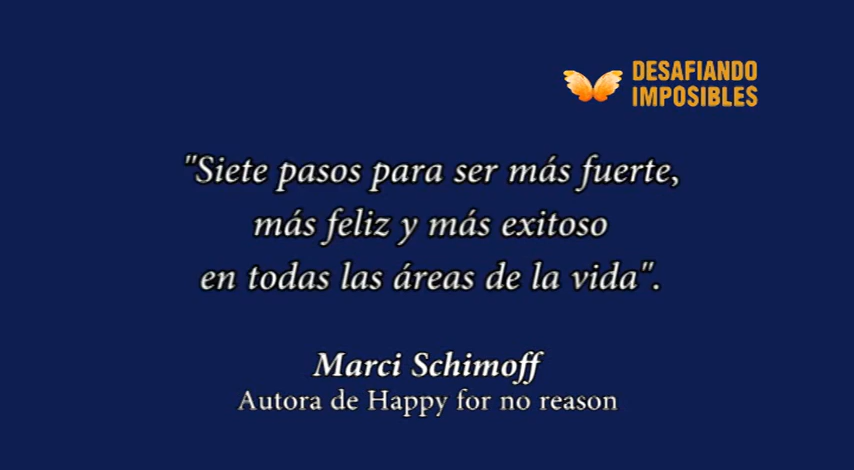 DESAFIANDO
IMPOSIBLES
"Siete pasos para ser más fuerte,
más feliz y más exitoso
en todas las áreas de la vida".
Marci Schimoff
Autora de Happy for no reason